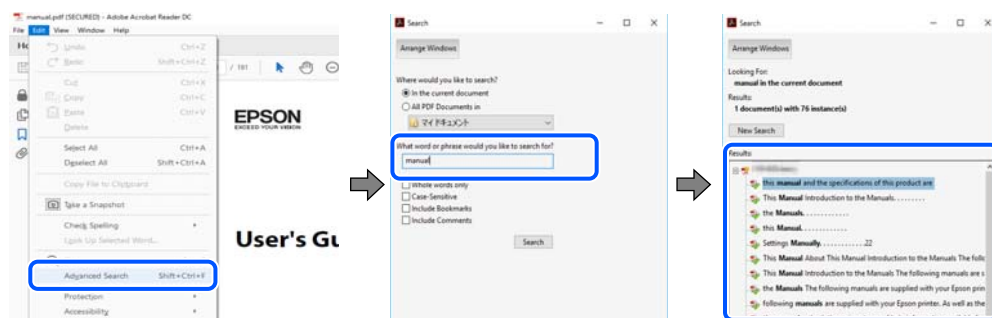 manual.pdf (SECURED) - Adobe Acrobat Reader DC
File Edit View Window Help
Undo Ctrl+Z
Redo Shift+Ctrl+Z
Cut Ctrl+X
Copy Ctrl+C
Paste Ctrl+V
Delete
Select All Ctrl+A
Deselect All Shift+Ctrl+A
Copy File to Clipboard
Take a Snapshot
Check Spelling
Look Up Selected Word...
Advanced Search Shift+Ctrl+F
Protection
Accessibility
/ 181
EPSON
EXCEED YOUR VISION
User's Gu
Search
Arrange Windows
Where would you like to search?
In the current document
All PDF Documents in
マイ ドキュメント
What word or phrase would you like to search for?
manual
Whole words only
Case-Sensitive
Include Bookmarks
Include Comments
Search
Search
Arrange Windows
Looking For:
manual in the current document
Results:
1 document(s) with 76 instance(s)
New Search
Results:
this manual and the specifications of this product are
This Manual Introduction to the Manuals. . . . . . . . .
the Manuals. . . . . . . . . . . .
this Manual. . . . . . . . . . . .
Settings Manually. . . . . . . . . . . .22
This Manual About This Manual Introduction to the Manuals The follo
This Manual Introduction to the Manuals The following manuals are s
the Manuals The following manuals are supplied with your Epson prin
following manuals are supplied with your Epson printer. As well as the